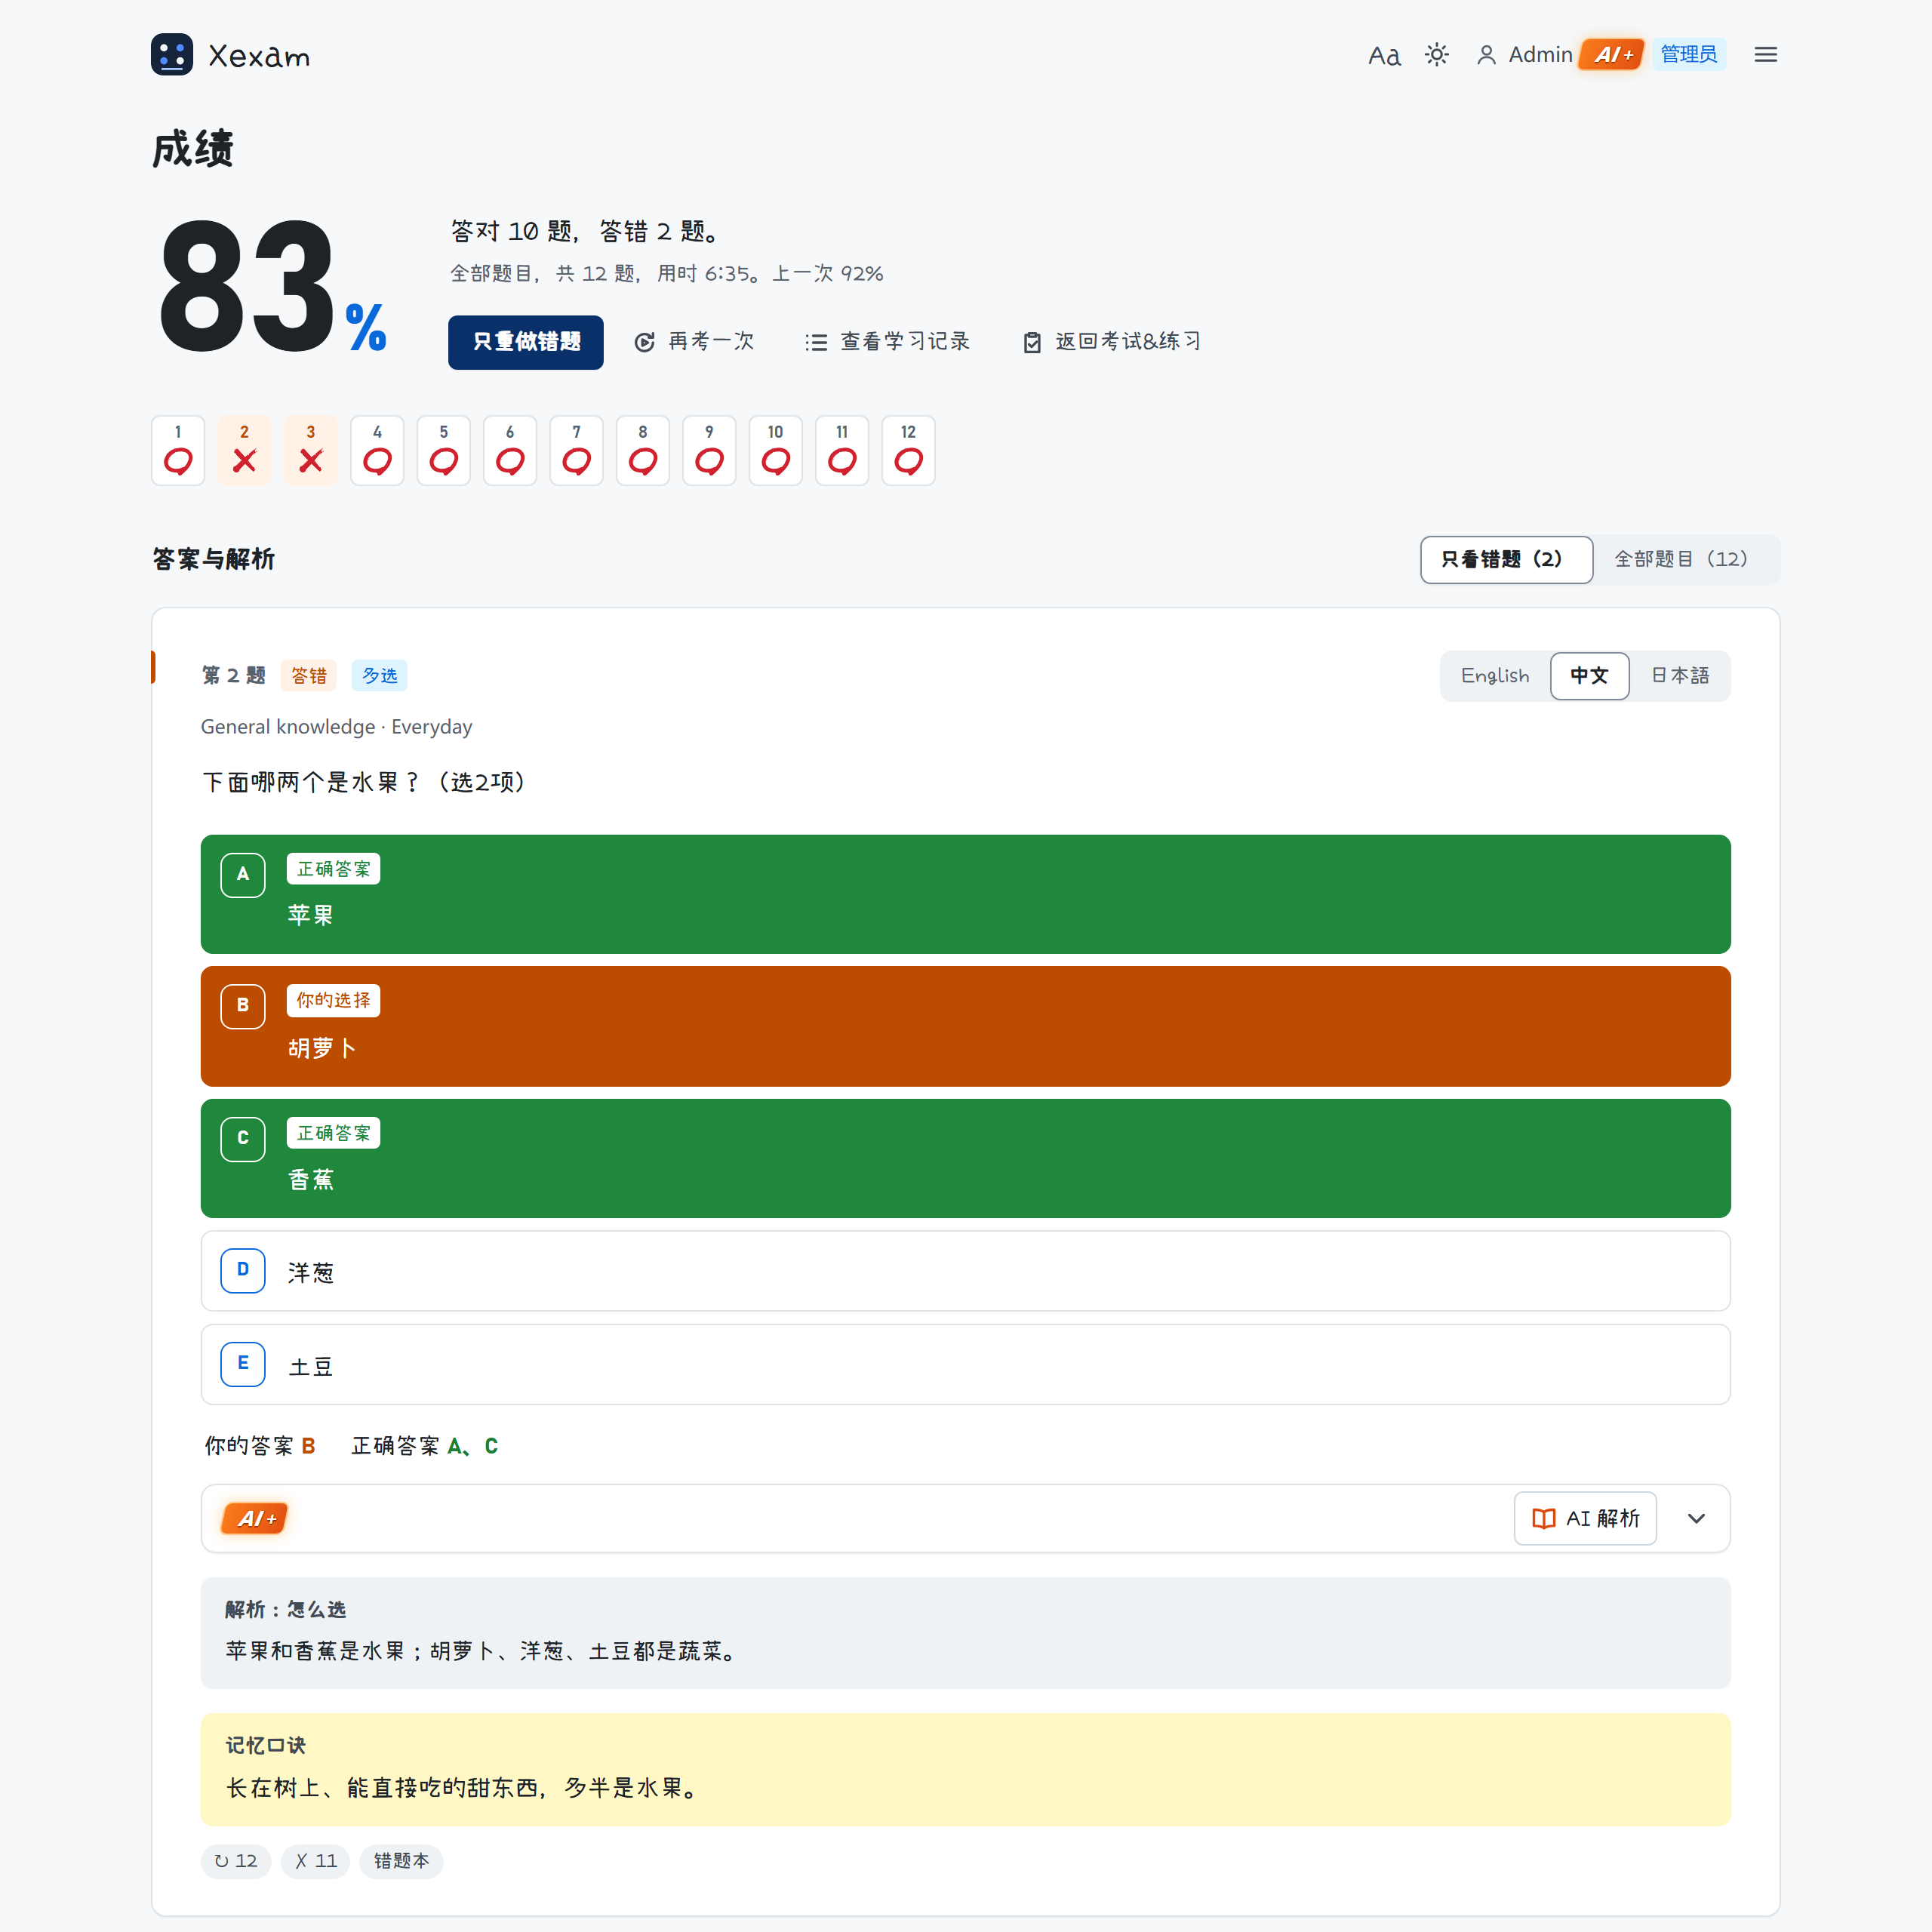 Xexam
Aa Admin AI+ 管理员
成绩
83%
答对 10 题，答错 2 题。
全部题目，共 12 题，用时 6:35。上一次 92%
只重做错题 再考一次 查看学习记录 返回考试&练习
1 2 3 4 5 6 7 8 9 10 11 12
答案与解析
只看错题（2） 全部题目（12）
第 2 题 答错 多选
English 中文 日本語
General knowledge · Everyday
下面哪两个是水果？（选2项）
A 正确答案
苹果
B 你的选择
胡萝卜
C 正确答案
香蕉
D 洋葱
E 土豆
你的答案 B 正确答案 A、C
AI+ AI 解析
解析：怎么选
苹果和香蕉是水果；胡萝卜、洋葱、土豆都是蔬菜。
记忆口诀
长在树上、能直接吃的甜东西，多半是水果。
↻ 12 ✗ 11 错题本